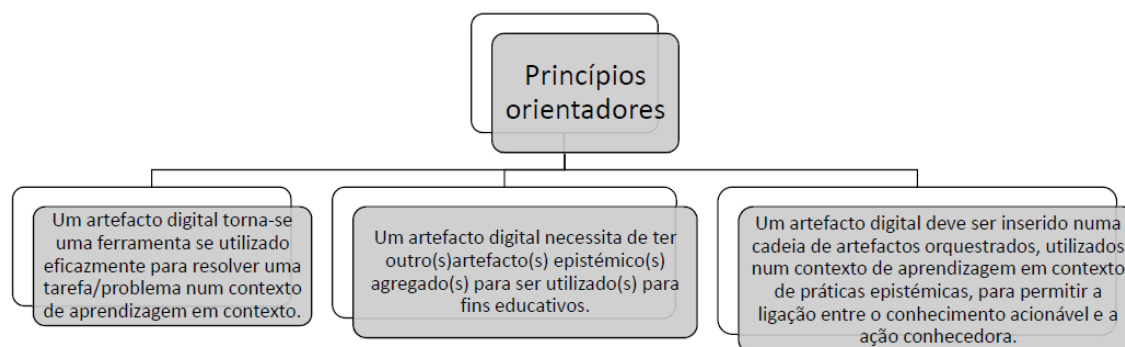 Princípios
orientadores
Um artefacto digital torna-se
uma ferramenta se utilizado
eficazmente para resolver uma
tarefa/problema num contexto
de aprendizagem em contexto.
Um artefacto digital necessita de ter
outro(s)artefacto(s) epistémico(s)
agregado(s) para ser utilizado(s) para
fins educativos.
Um artefacto digital deve ser inserido numa
cadeia de artefactos orquestrados, utilizados
num contexto de aprendizagem em contexto
de práticas epistémicas, para permitir a
ligação entre o conhecimento acionável e a
ação conhecedora.